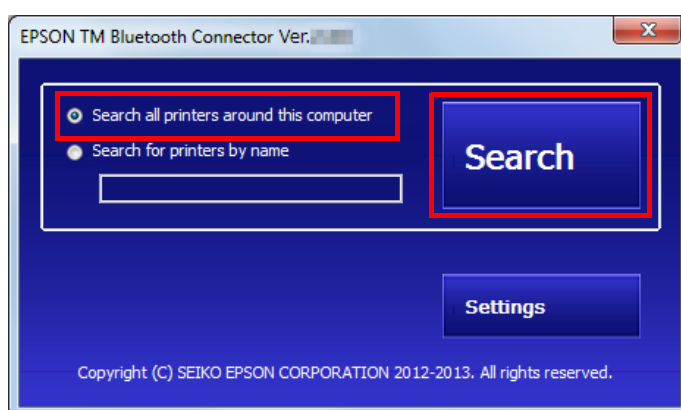 EPSON TM Bluetooth Connector Ver.
Search all printers around this computer
Search for printers by name
Search
Settings
Copyright (C) SEIKO EPSON CORPORATION 2012-2013. All rights reserved.